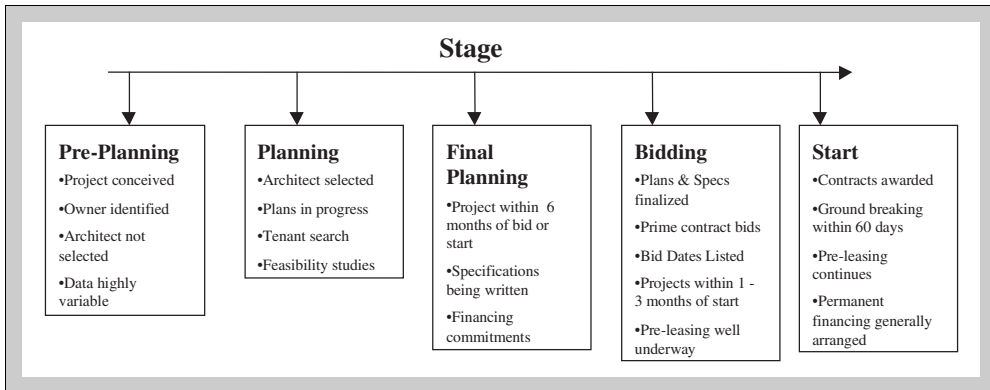 Stage
Pre-Planning
•Project conceived
•Owner identified
•Architect not
selected
•Data highly
variable
Planning
•Architect selected
•Plans in progress
•Tenant search
•Feasibility studies
Final
Planning
•Project within 6
months of bid or
start
•Specifications
being written
•Financing
commitments
Bidding
•Plans & Specs
finalized
•Prime contract bids
•Bid Dates Listed
•Projects within 1 -
3 months of start
•Pre-leasing well
underway
Start
•Contracts awarded
•Ground breaking
within 60 days
•Pre-leasing
continues
•Permanent
financing generally
arranged